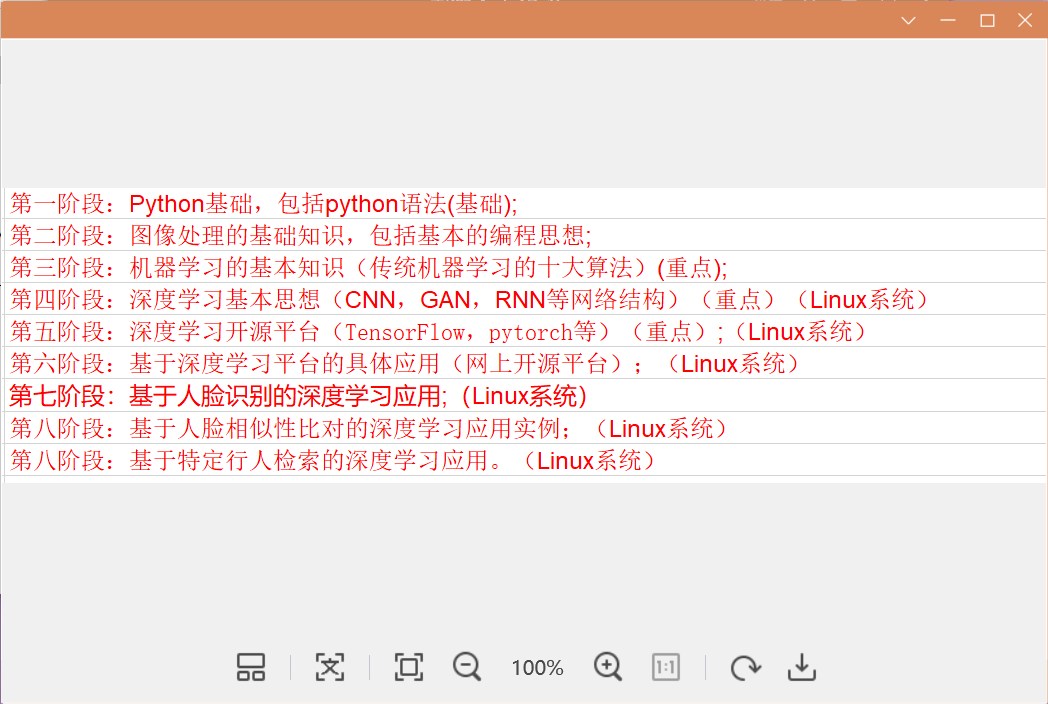 第一阶段：Python基础，包括python语法(基础);
第二阶段：图像处理的基础知识，包括基本的编程思想;
第三阶段：机器学习的基本知识（传统机器学习的十大算法）(重点);
第四阶段：深度学习基本思想（CNN，GAN，RNN等网络结构）（重点）（Linux系统）
第五阶段：深度学习开源平台（TensorFlow，pytorch等）（重点）;（Linux系统）
第六阶段：基于深度学习平台的具体应用（网上开源平台）；（Linux系统）
第七阶段：基于人脸识别的深度学习应用;（Linux系统）
第八阶段：基于人脸相似性比对的深度学习应用实例；（Linux系统）
第八阶段：基于特定行人检索的深度学习应用。（Linux系统）
100%
1:1